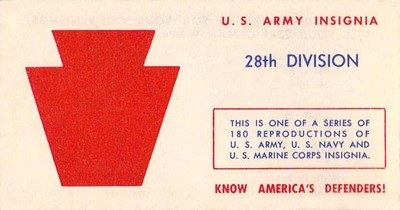 U. S. ARMY INSIGNIA
28th DIVISION
THIS IS ONE OF A SERIES OF
180 REPRODUCTIONS OF
U. S. ARMY, U. S. NAVY AND
U. S. MARINE CORPS INSIGNIA.
KNOW AMERICA'S DEFENDERS!